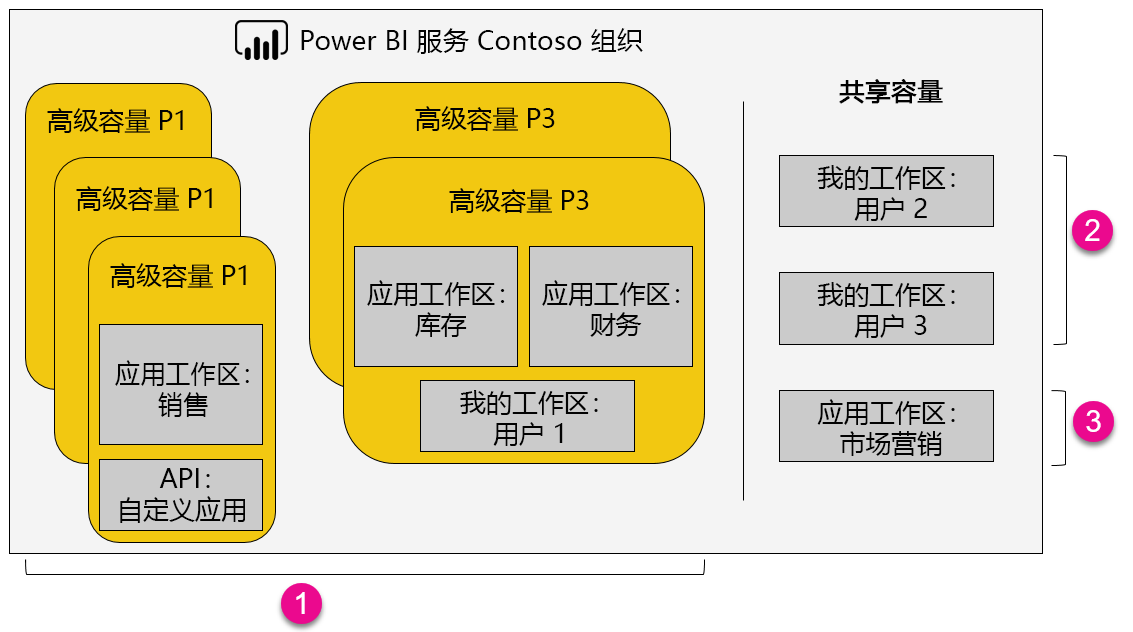 Power BI 服务 Contoso 组织
高级容量 P1
高级容量 P1
高级容量 P1
应用工作区：
销售
API：
自定义应用
高级容量 P3
高级容量 P3
应用工作区：
库存
应用工作区：
财务
我的工作区：
用户 1
共享容量
我的工作区：
用户 2
我的工作区：
用户 3
应用工作区：
市场营销
2
3
1